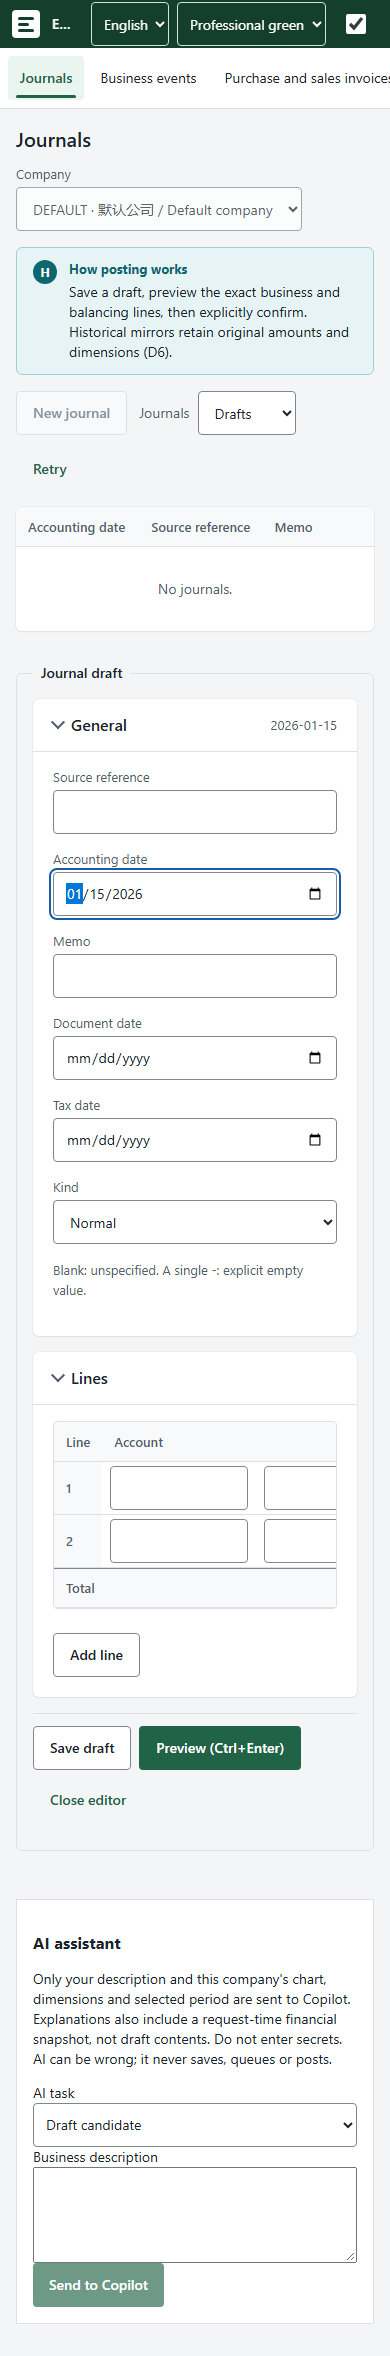 E...
English
Professional green
Journals
Business events
Purchase and sales invoices
Journals
Company
DEFAULT · 默认公司 / Default company
H
How posting works
Save a draft, preview the exact business and
balancing lines, then explicitly confirm.
Historical mirrors retain original amounts and
dimensions (D6).
New journal
Journals
Drafts
Retry
Accounting date
Source reference
Memo
No journals.
Journal draft
General
2026-01-15
Source reference
Accounting date
01/15/2026
Memo
Document date
mm/dd/yyyy
Tax date
mm/dd/yyyy
Kind
Normal
Blank: unspecified. A single -: explicit empty
value.
Lines
Line
Account
1
2
Total
Add line
Save draft
Preview (Ctrl+Enter)
Close editor
AI assistant
Only your description and this company's chart,
dimensions and selected period are sent to Copilot.
Explanations also include a request-time financial
snapshot, not draft contents. Do not enter secrets.
AI can be wrong; it never saves, queues or posts.
AI task
Draft candidate
Business description
Send to Copilot